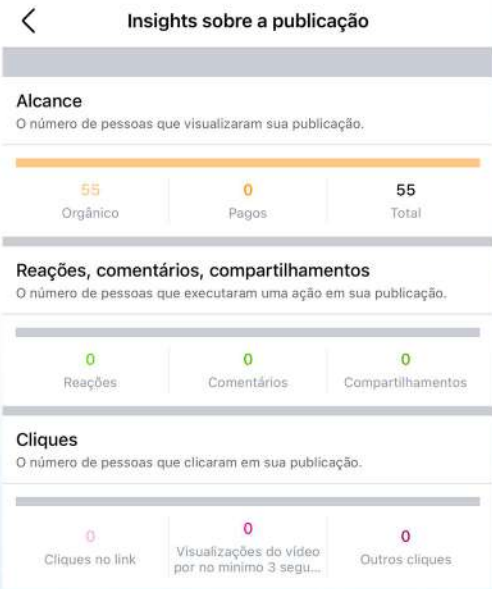 Insights sobre a publicação
Alcance
O número de pessoas que visualizaram sua publicação.
55
0
55
Orgânico
Pagos
Total
Reações, comentários, compartilhamentos
O número de pessoas que executaram uma ação em sua publicação.
0
0
0
Reações
Comentários
Compartilhamentos
Cliques
O número de pessoas que clicaram em sua publicação.
0
0
0
Cliques no link
Visualizações do vídeo
por no minimo 3 segu...
Outros cliques